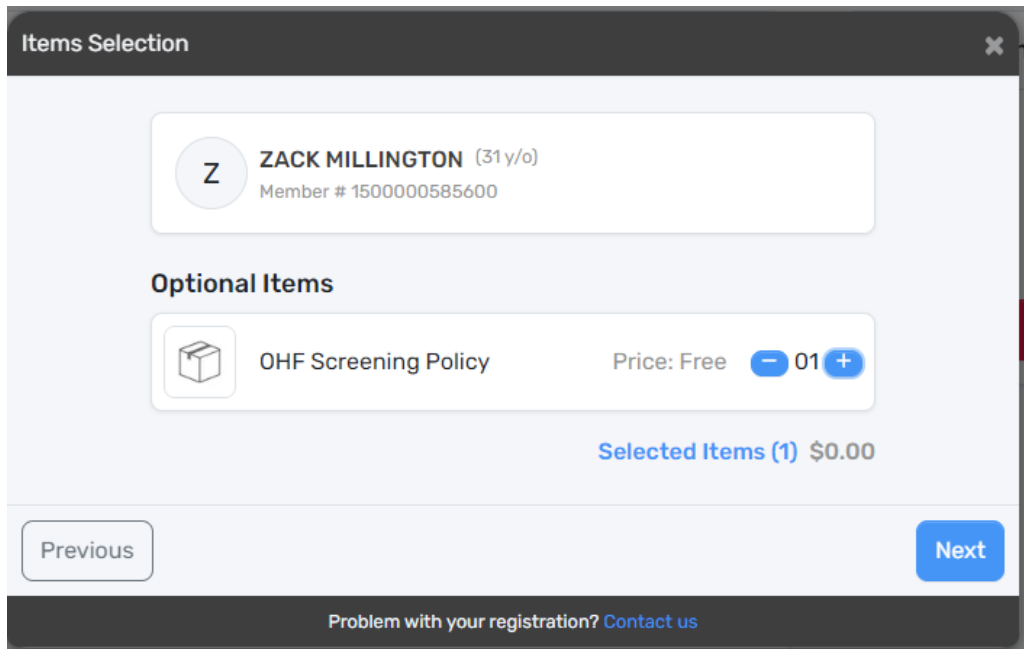 Items Selection
Z
ZACK MILLINGTON (31 y/o)
Member # 1500000585600
Optional Items
OHF Screening Policy Price: Free − 01 +
Selected Items (1) $0.00
Previous Next
Problem with your registration? Contact us